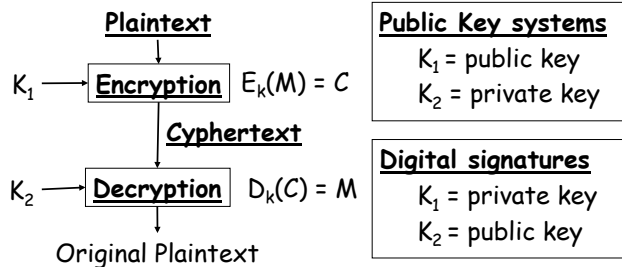 Plaintext
K₁ Encryption Eₖ(M) = C
Cyphertext
K₂ Decryption Dₖ(C) = M
Original Plaintext
Public Key systems
K₁ = public key
K₂ = private key
Digital signatures
K₁ = private key
K₂ = public key